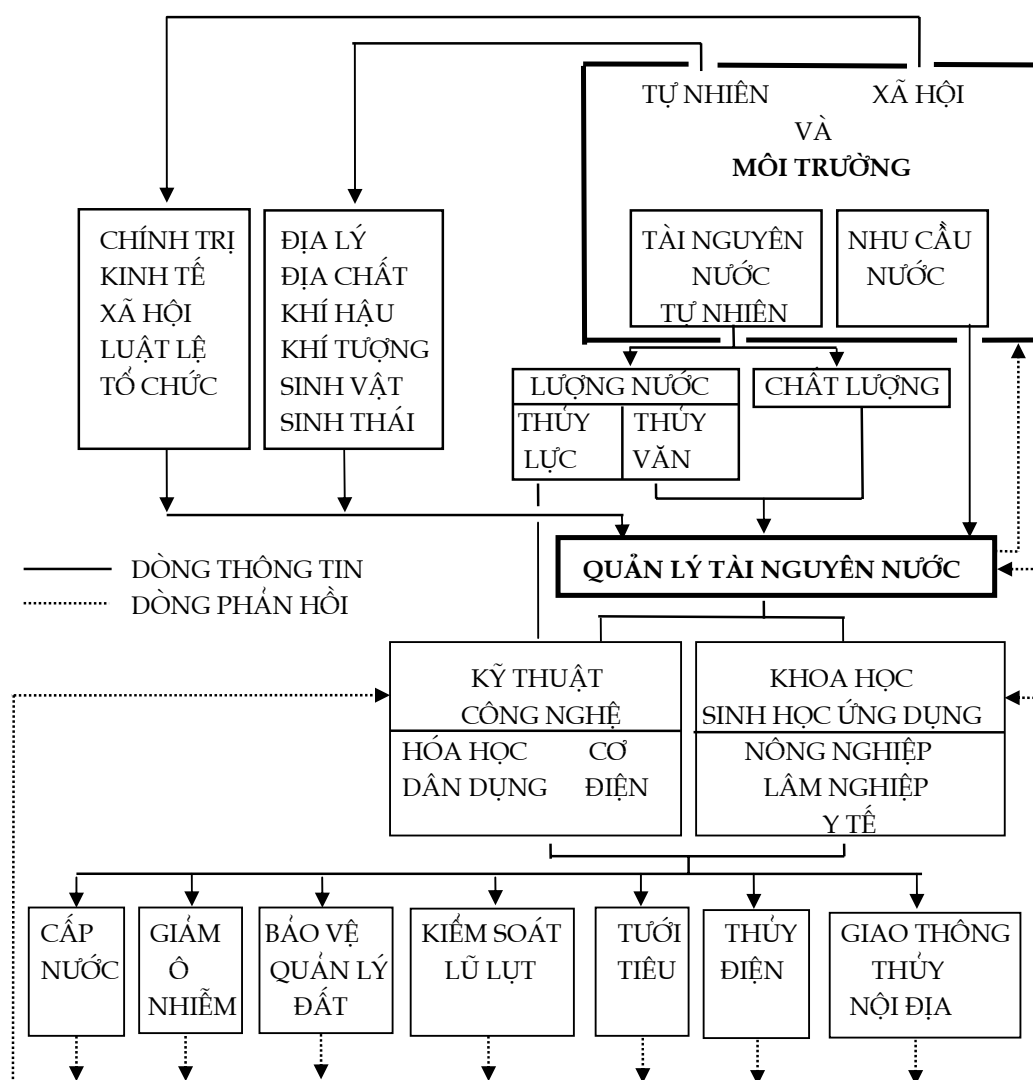 TỰ NHIÊN
XÃ HỘI
VÀ
MÔI TRƯỜNG
CHÍNH TRỊ
KINH TẾ
XÃ HỘI
LUẬT LỆ
TỔ CHỨC
ĐỊA LÝ
ĐỊA CHẤT
KHÍ HẬU
KHÍ TƯỢNG
SINH VẬT
SINH THÁI
TÀI NGUYÊN
NƯỚC
TỰ NHIÊN
NHU CẦU
NƯỚC
LƯỢNG NƯỚC
THỦY
LỰC
THỦY
VĂN
CHẤT LƯỢNG
QUẢN LÝ TÀI NGUYÊN NƯỚC
DÒNG THÔNG TIN
DÒNG PHẢN HỒI
KỸ THUẬT
CÔNG NGHỆ
HÓA HỌC
CƠ
DÂN DỤNG
ĐIỆN
KHOA HỌC
SINH HỌC ỨNG DỤNG
NÔNG NGHIỆP
LÂM NGHIỆP
Y TẾ
CẤP
NƯỚC
GIẢM
Ô
NHIỄM
BẢO VỆ
QUẢN LÝ
ĐẤT
KIỂM SOÁT
LŨ LỤT
TƯỚI
TIÊU
THỦY
ĐIỆN
GIAO THÔNG
THỦY
NỘI ĐỊA